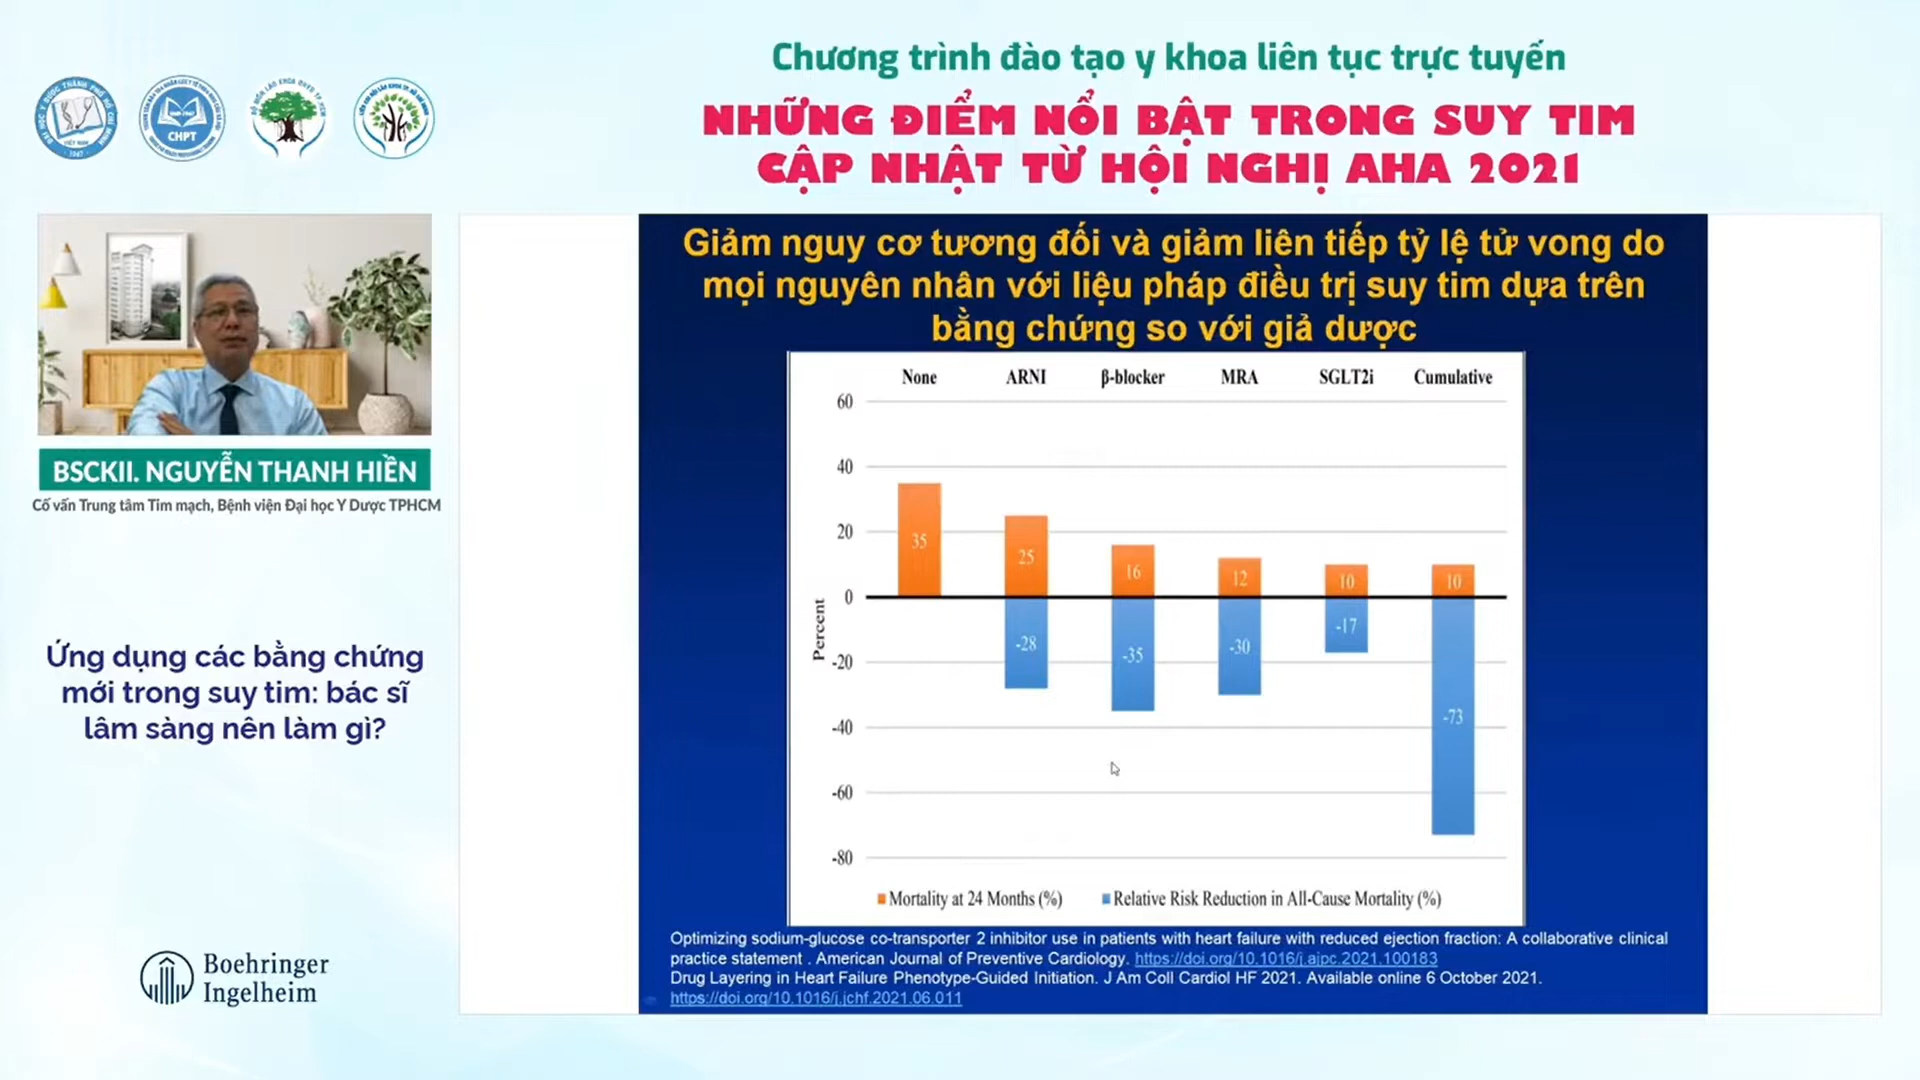 Chương trình đào tạo y khoa liên tục trực tuyến
NHỮNG ĐIỂM NỔI BẬT TRONG SUY TIM
CẬP NHẬT TỪ HỘI NGHỊ AHA 2021
CHPT
BSCKII. NGUYỄN THANH HIỀN
Cố vấn Trung tâm Tim mạch, Bệnh viện Đại học Y Dược TPHCM
Ứng dụng các bằng chứng
mới trong suy tim: bác sĩ
lâm sàng nên làm gì?
Boehringer
Ingelheim
Giảm nguy cơ tương đối và giảm liên tiếp tỷ lệ tử vong do
mọi nguyên nhân với liệu pháp điều trị suy tim dựa trên
bằng chứng so với giả dược
None ARNI β-blocker MRA SGLT2i Cumulative
60
40
20
0
-20
-40
-60
-80
Percent
35 25 16 12 10 10
-28 -35 -30 -17 -73
Mortality at 24 Months (%) Relative Risk Reduction in All-Cause Mortality (%)
Optimizing sodium-glucose co-transporter 2 inhibitor use in patients with heart failure with reduced ejection fraction: A collaborative clinical
practice statement . American Journal of Preventive Cardiology. https://doi.org/10.1016/j.ajpc.2021.100183
Drug Layering in Heart Failure Phenotype-Guided Initiation. J Am Coll Cardiol HF 2021. Available online 6 October 2021.
https://doi.org/10.1016/j.jchf.2021.06.011